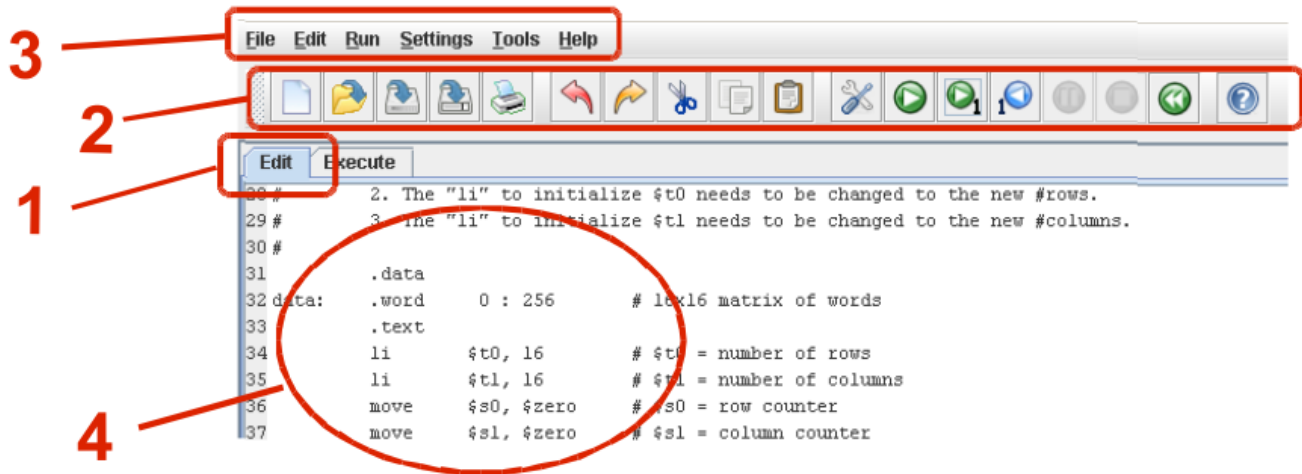 3
File Edit Run Settings Tools Help
2
1 1
1
Edit Execute
28 # 2. The "li" to initialize $t0 needs to be changed to the new #rows.
29 # 3. The "li" to initialize $t1 needs to be changed to the new #columns.
30 #
31 .data
32 data: .word 0 : 256 # 16x16 matrix of words
33 .text
34 li $t0, 16 # $t0 = number of rows
35 li $t1, 16 # $t1 = number of columns
36 move $s0, $zero # $s0 = row counter
37 move $s1, $zero # $s1 = column counter
4